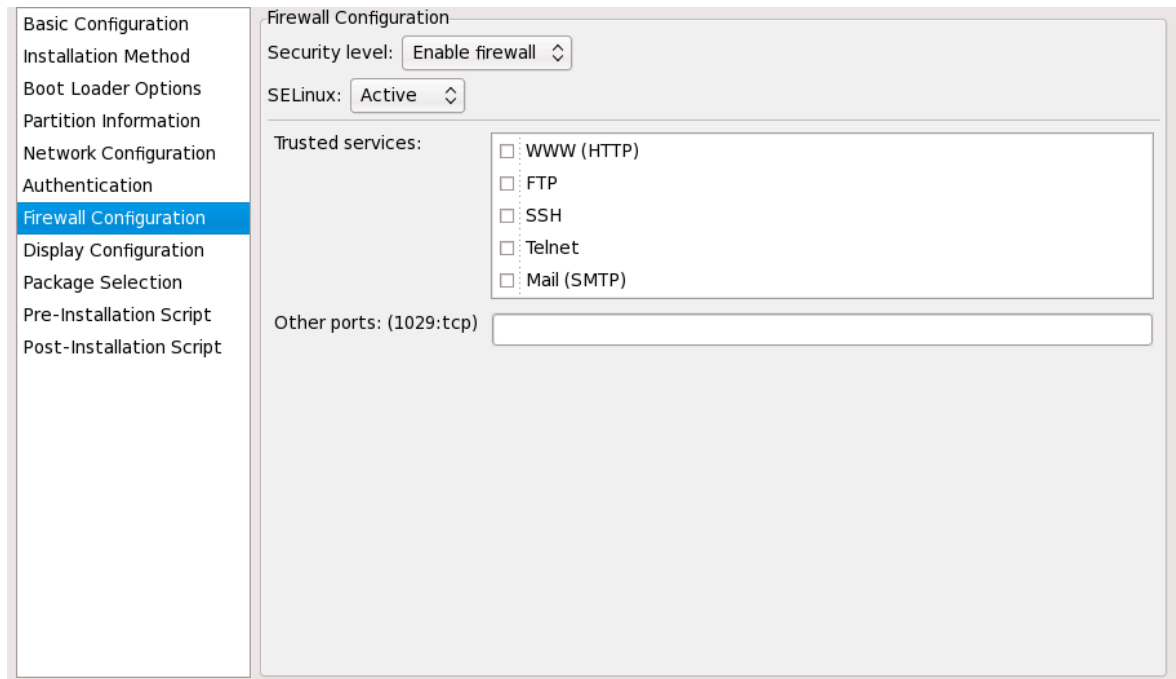 Basic Configuration
Installation Method
Boot Loader Options
Partition Information
Network Configuration
Authentication
Firewall Configuration
Display Configuration
Package Selection
Pre-Installation Script
Post-Installation Script
Firewall Configuration
Security level: Enable firewall
SELinux: Active
Trusted services:
WWW (HTTP)
FTP
SSH
Telnet
Mail (SMTP)
Other ports: (1029:tcp)